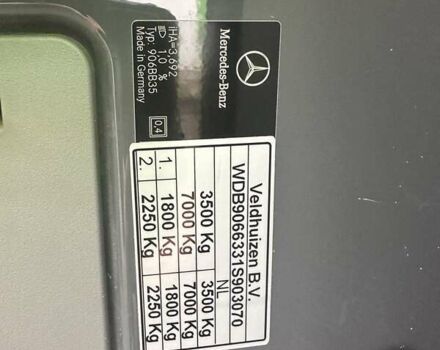 Mercedes-Benz
iHA=3,692
1,0 %
Typ: 906BB35
Made in Germany
0,4
Veldhuizen B.V.
WDB9066331S903070
NL
3500 Kg 3500 Kg
7000 Kg 7000 Kg
1. 1800 Kg 1800 Kg
2. 2250 Kg 2250 Kg